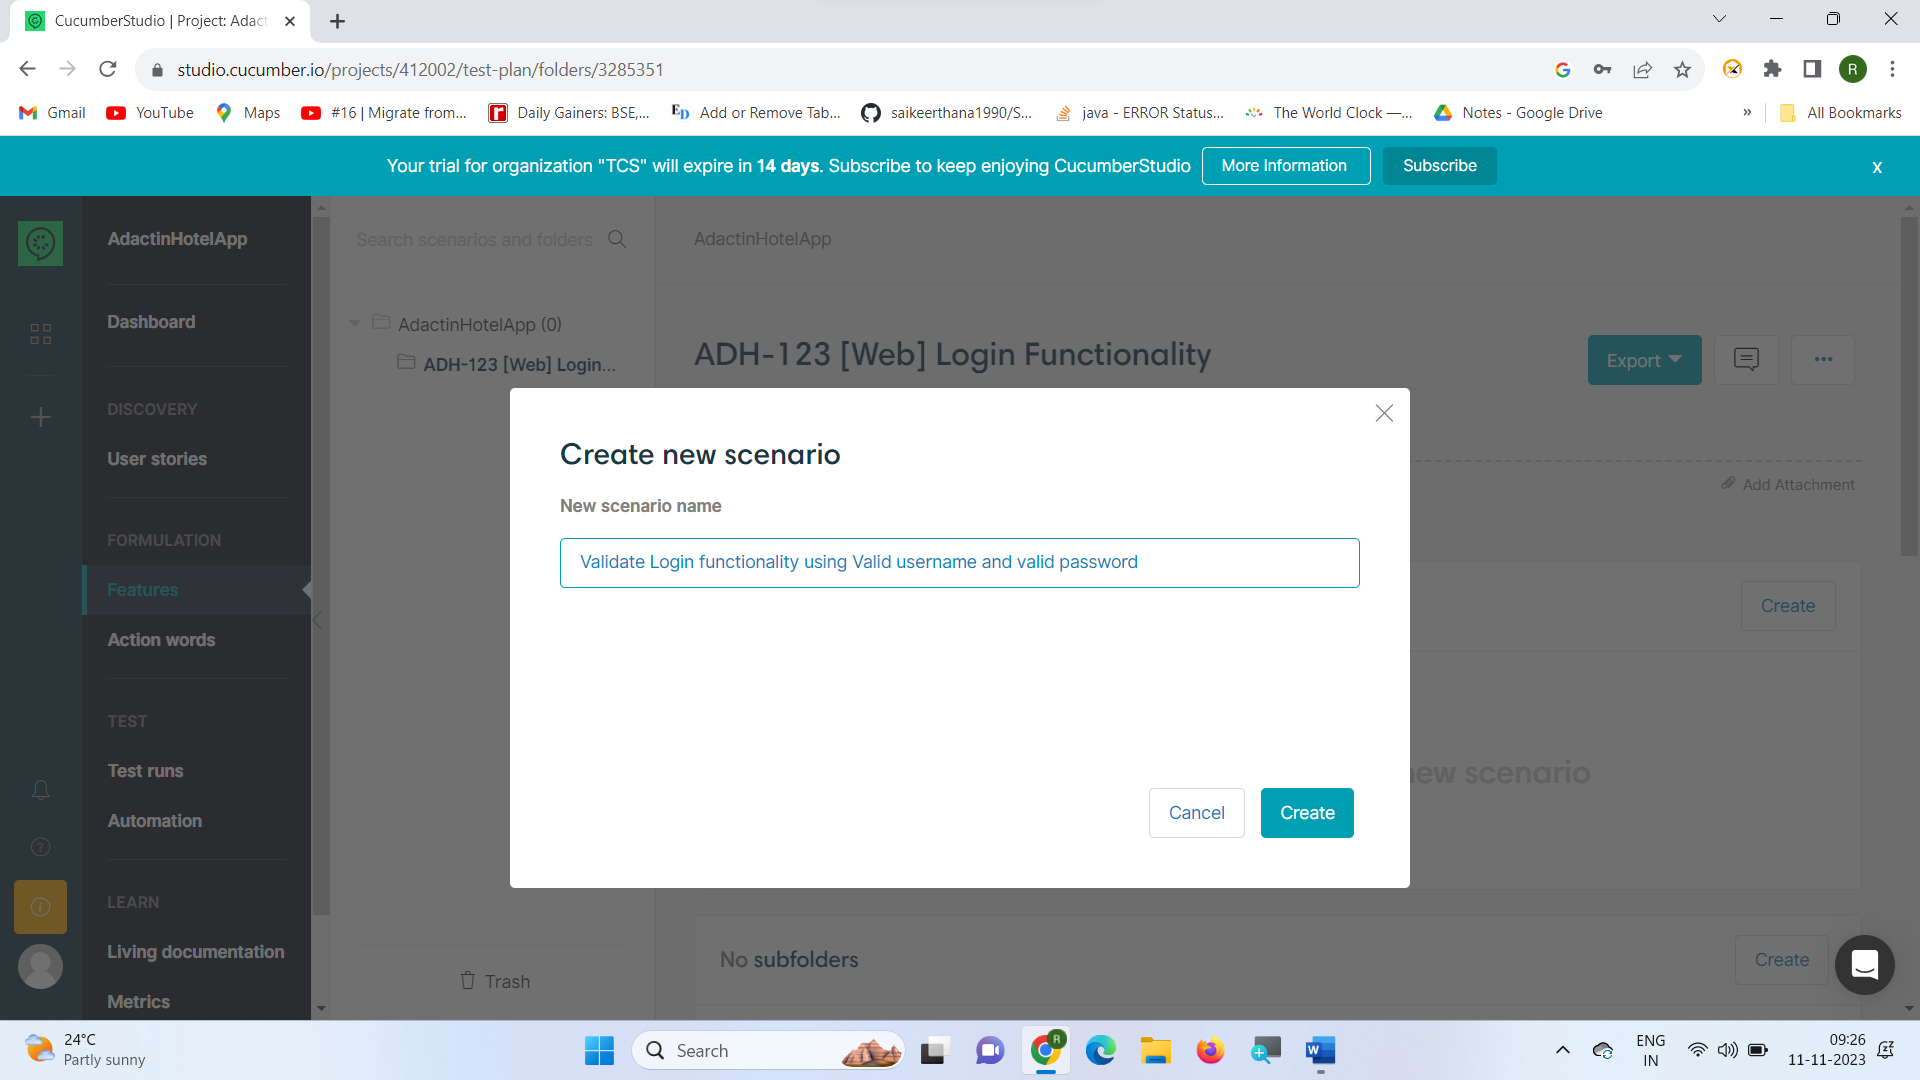 CucumberStudio | Project: Adact
studio.cucumber.io/projects/412002/test-plan/folders/3285351
R
Gmail
YouTube
Maps
#16 | Migrate from...
Daily Gainers: BSE,...
Add or Remove Tab...
saikeerthana1990/S...
java - ERROR Status...
The World Clock —...
Notes - Google Drive
»
All Bookmarks
Your trial for organization "TCS" will expire in 14 days. Subscribe to keep enjoying CucumberStudio
More Information
Subscribe
x
AdactinHotelApp
Dashboard
DISCOVERY
User stories
FORMULATION
Features
Action words
TEST
Test runs
Automation
LEARN
Living documentation
Metrics
Search scenarios and folders
AdactinHotelApp (0)
ADH-123 [Web] Login...
Trash
AdactinHotelApp
ADH-123 [Web] Login Functionality
Export
Add Attachment
Create
ew scenario
No subfolders
Create
Create new scenario
New scenario name
Validate Login functionality using Valid username and valid password
Cancel
Create
24°C
Partly sunny
Search
ENG
IN
09:26
11-11-2023